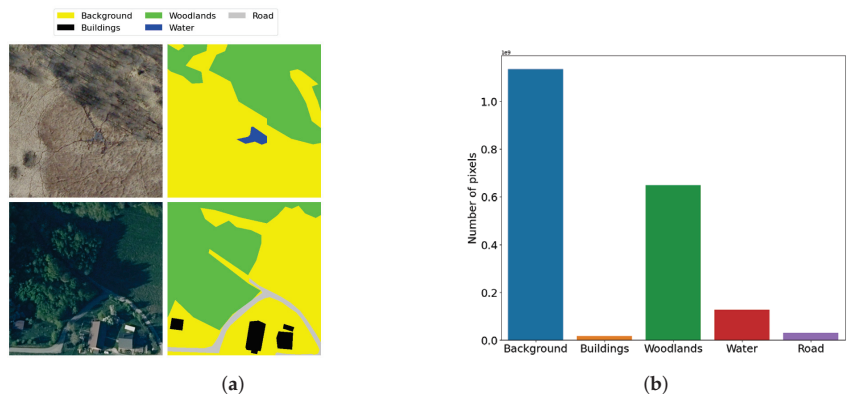 Background Woodlands Road
Buildings Water
1e9
Number of pixels
1.0
0.8
0.6
0.4
0.2
0.0
Background Buildings Woodlands Water Road
(a) (b)